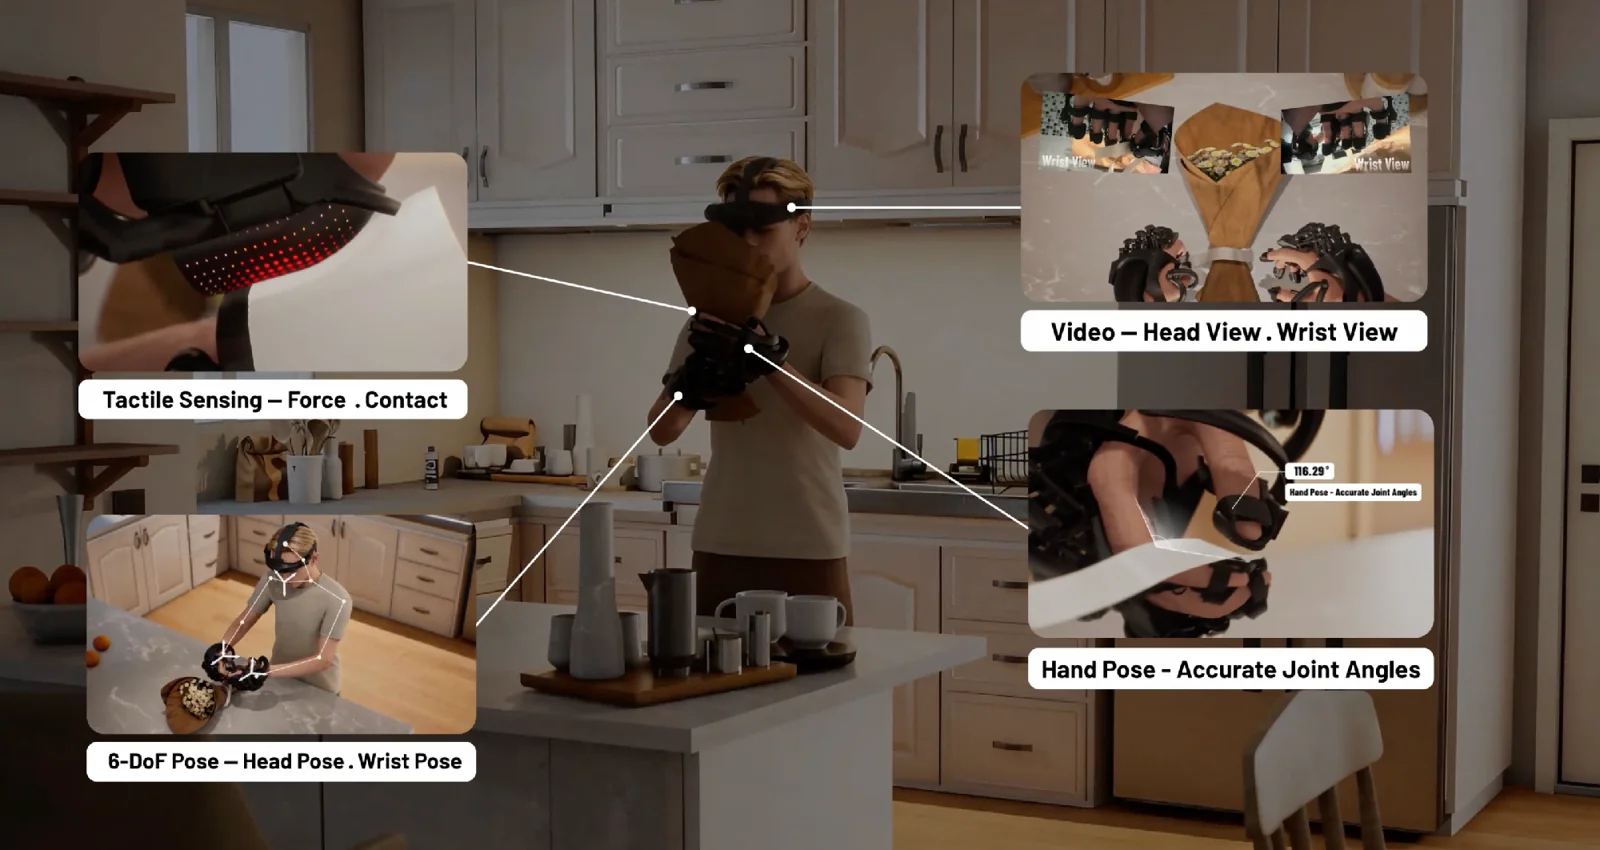 Wrist View
Wrist View
Video – Head View . Wrist View
Tactile Sensing – Force . Contact
116.29°
Hand Pose - Accurate Joint Angles
Hand Pose - Accurate Joint Angles
6-DoF Pose – Head Pose . Wrist Pose